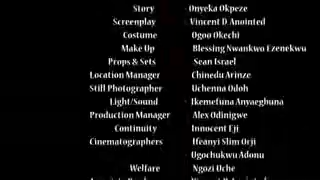 Story Onyeka Okpeze
Screenplay Vincent D Anointed
Costume Ogoo Okechi
Make Up Blessing Nwankwo Ezenekwu
Props & Sets Sean Israel
Location Manager Chinedu Arinze
Still Photographer Uchenna Odoh
Light/Sound Ikemefuna Anyaeghuna
Production Manager Alex Odinigwe
Continuity Innocent Eji
Cinematographers Ifeanyi Slim Orji
Ogochukwu Adonu
Welfare Ngozi Uche